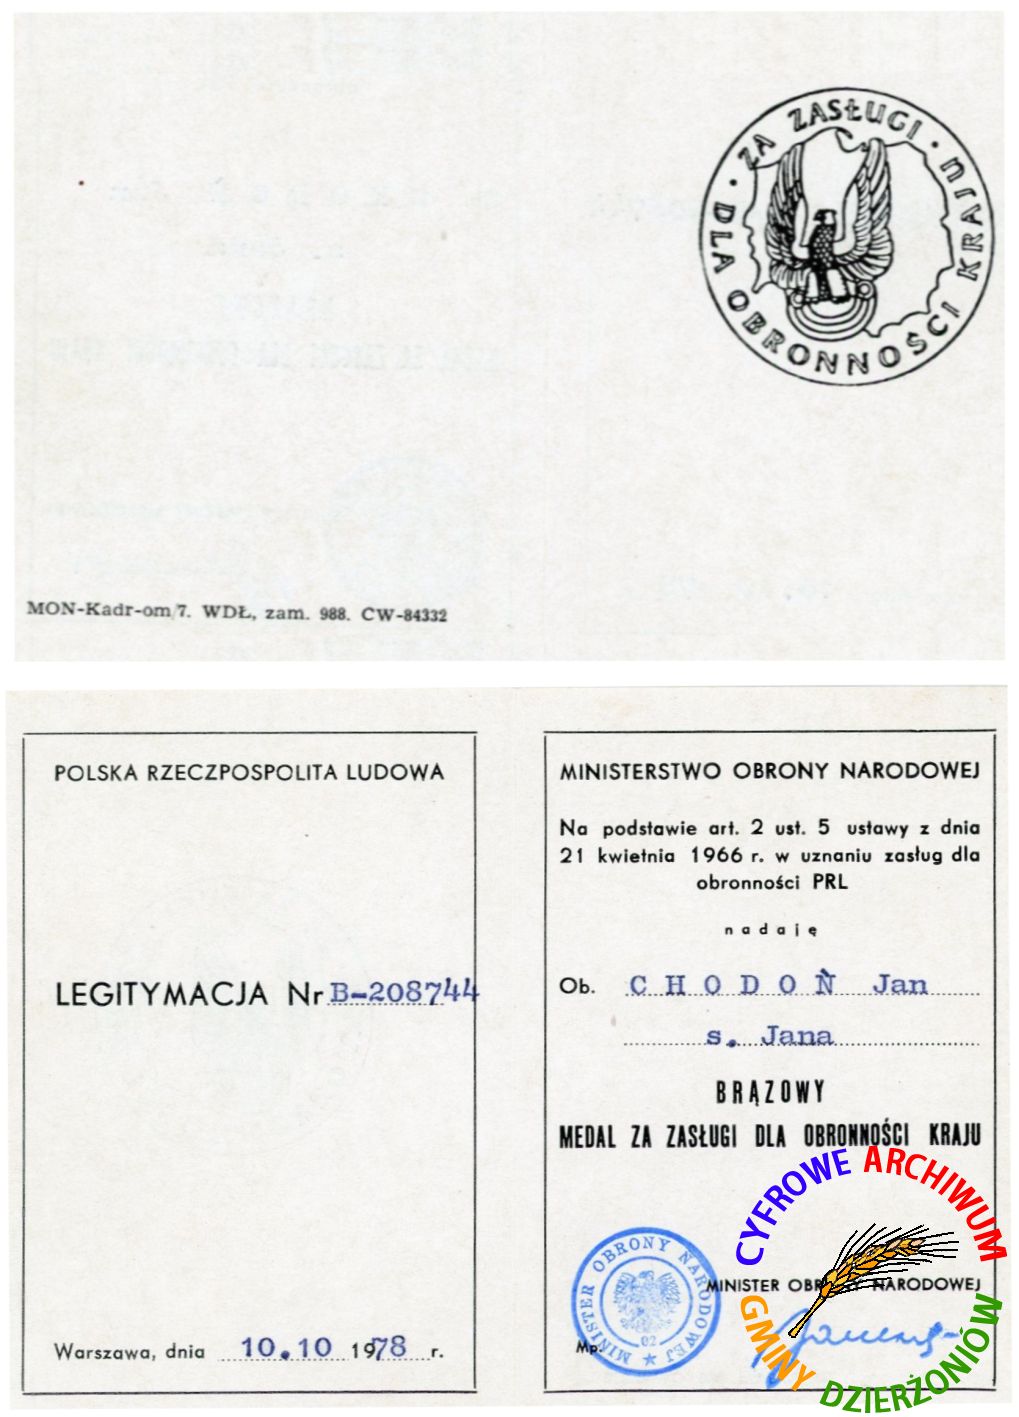 · ZA ZASŁUGI ·
DLA OBRONNOŚCI KRAJU
MON-Kadr-om/7. WDŁ, zam. 988. CW-84332
POLSKA RZECZPOSPOLITA LUDOWA
LEGITYMACJA Nr B-208744
Warszawa, dnia 10.10 1978 r.
MINISTERSTWO OBRONY NARODOWEJ
Na podstawie art. 2 ust. 5 ustawy z dnia
21 kwietnia 1966 r. w uznaniu zasług dla
obronności PRL
nadaję
Ob. CHODOŃ Jan
s. Jana
BRĄZOWY
MEDAL ZA ZASŁUGI DLA OBRONNOŚCI KRAJU
MINISTER OBRONY NARODOWEJ
Mp.
MINISTER OBRONY NARODOWEJ
02
CYFROWE ARCHIWUM
GMINY DZIERŻONIÓW